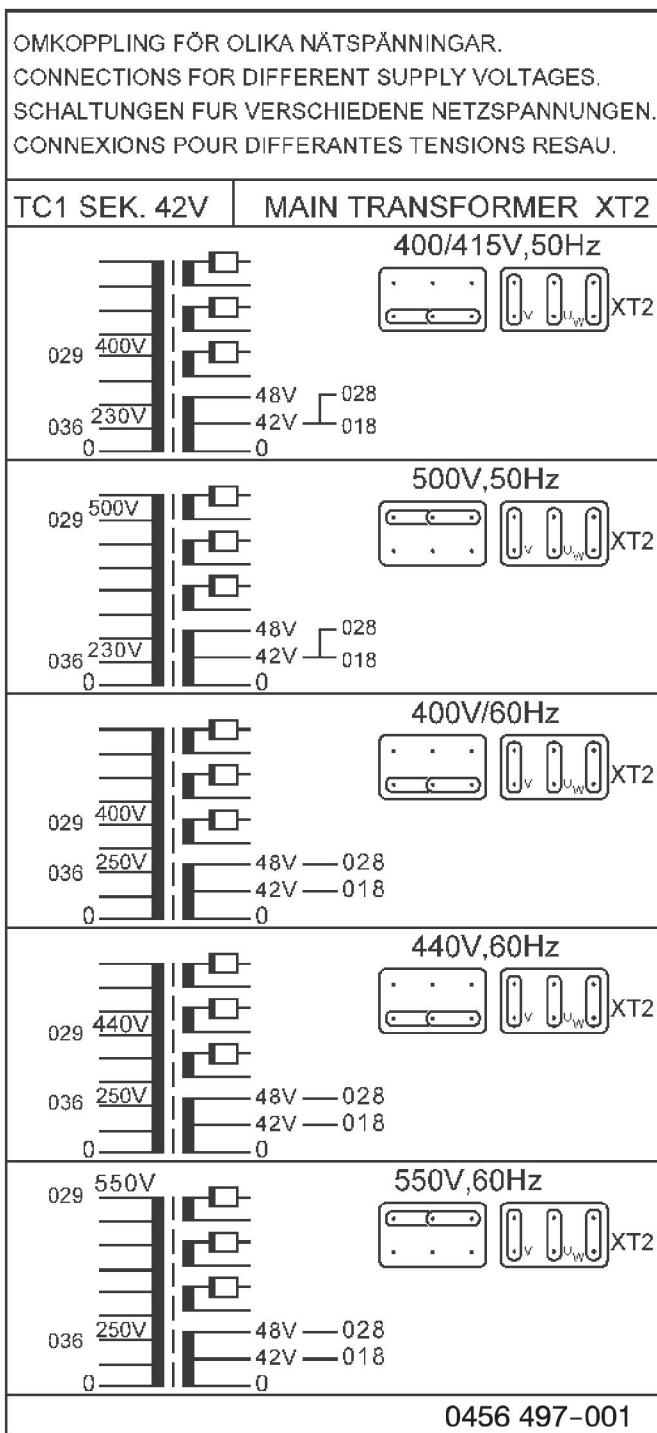 OMKOPPLING FÖR OLIKA NÄTSPÄNNINGAR.
CONNECTIONS FOR DIFFERENT SUPPLY VOLTAGES.
SCHALTUNGEN FUR VERSCHIEDENE NETZSPANNUNGEN.
CONNEXIONS POUR DIFFERANTES TENSIONS RESAU.
TC1 SEK. 42V MAIN TRANSFORMER XT2
400/415V,50Hz
V U W XT2
029 400V
48V 028
036 230V 42V 018
0 0
500V,50Hz
029 500V
V U W XT2
48V 028
036 230V 42V 018
0 0
400V/60Hz
V U W XT2
029 400V
036 250V 48V 028
42V 018
0 0
440V,60Hz
V U W XT2
029 440V
036 250V 48V 028
42V 018
0 0
550V,60Hz
029 550V
V U W XT2
036 250V 48V 028
42V 018
0 0
0456 497-001